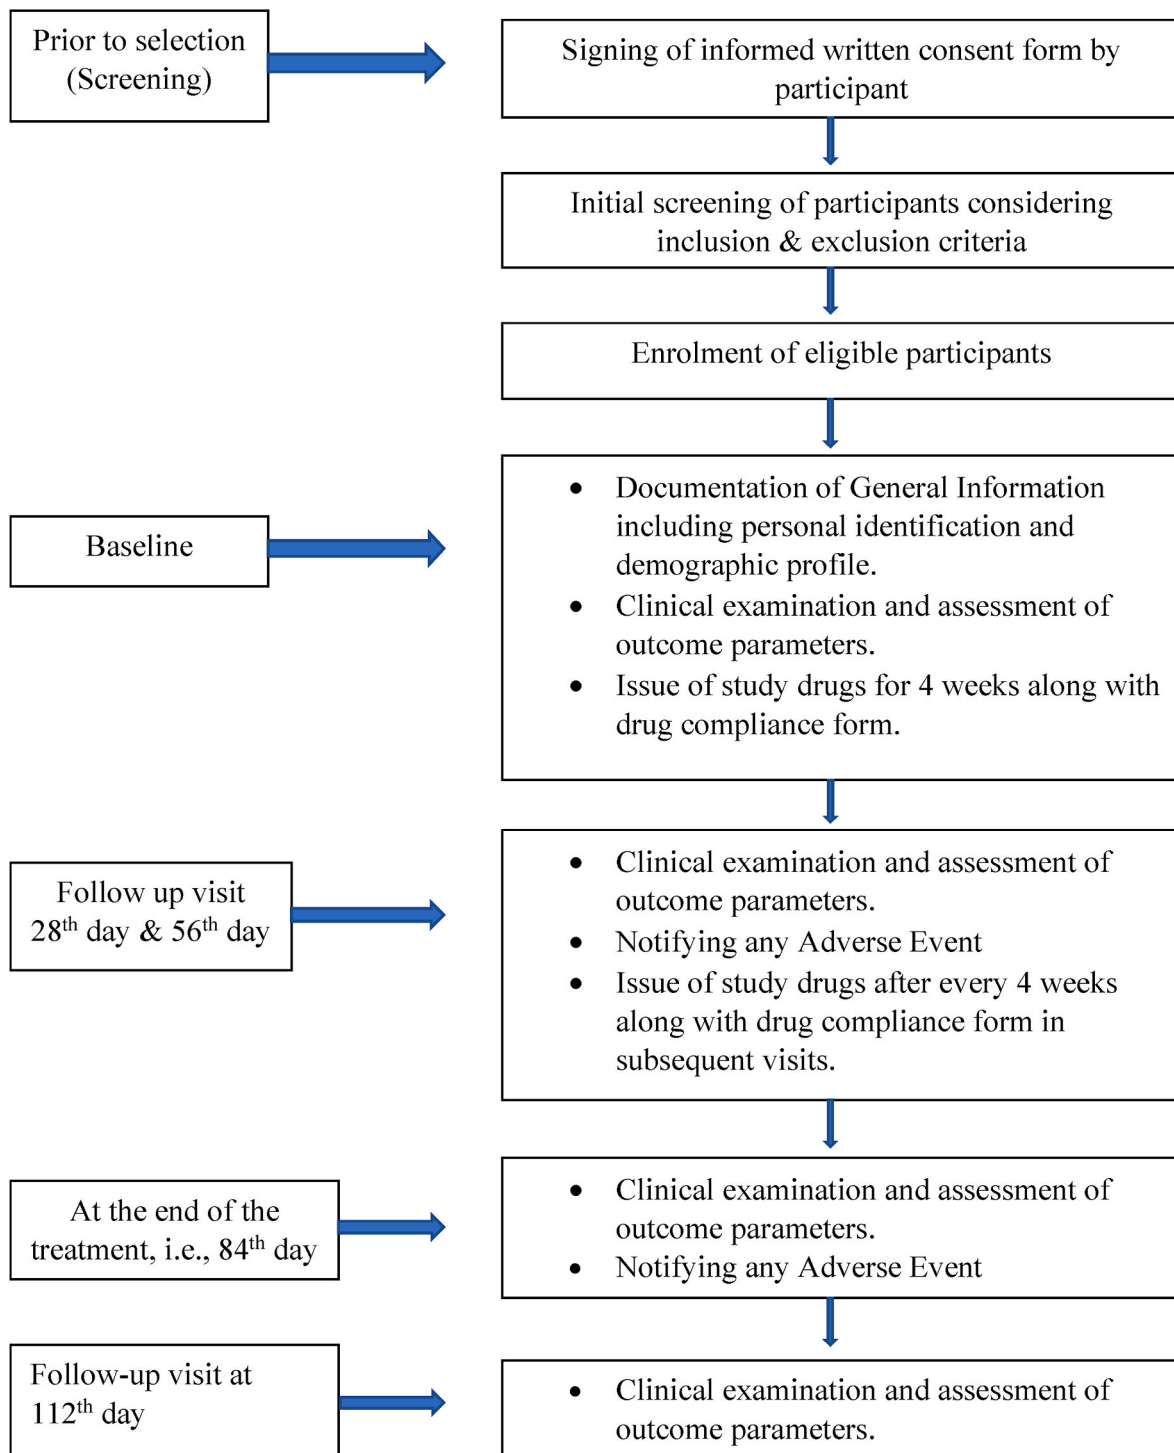 Prior to selection
(Screening)
Signing of informed written consent form by
participant
Initial screening of participants considering
inclusion & exclusion criteria
Enrolment of eligible participants
Baseline
• Documentation of General Information
including personal identification and
demographic profile.
• Clinical examination and assessment of
outcome parameters.
• Issue of study drugs for 4 weeks along with
drug compliance form.
Follow up visit
28th day & 56th day
• Clinical examination and assessment of
outcome parameters.
• Notifying any Adverse Event
• Issue of study drugs after every 4 weeks
along with drug compliance form in
subsequent visits.
At the end of the
treatment, i.e., 84th day
• Clinical examination and assessment of
outcome parameters.
• Notifying any Adverse Event
Follow-up visit at
112th day
• Clinical examination and assessment of
outcome parameters.